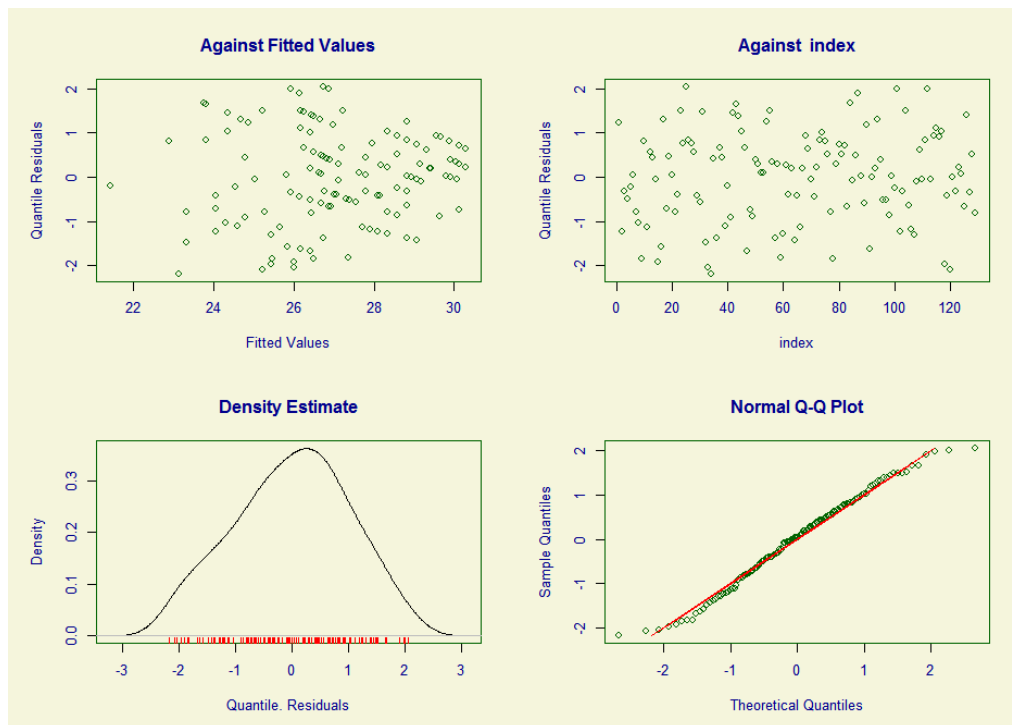 Against Fitted Values
Quantile Residuals
2
1
0
-1
-2
22 24 26 28 30
Fitted Values
Against index
Quantile Residuals
2
1
0
-1
-2
0 20 40 60 80 100 120
index
Density Estimate
Density
0.3
0.2
0.1
0.0
-3 -2 -1 0 1 2 3
Quantile. Residuals
Normal Q-Q Plot
Sample Quantiles
2
1
0
-1
-2
-2 -1 0 1 2
Theoretical Quantiles